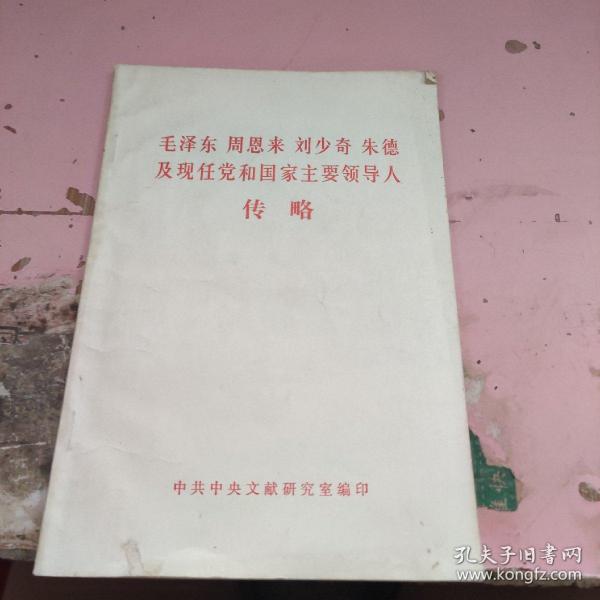 毛泽东 周恩来 刘少奇 朱德
及现任党和国家主要领导人
传略
中共中央文献研究室编印
孔夫子旧书网
www.kongfz.com